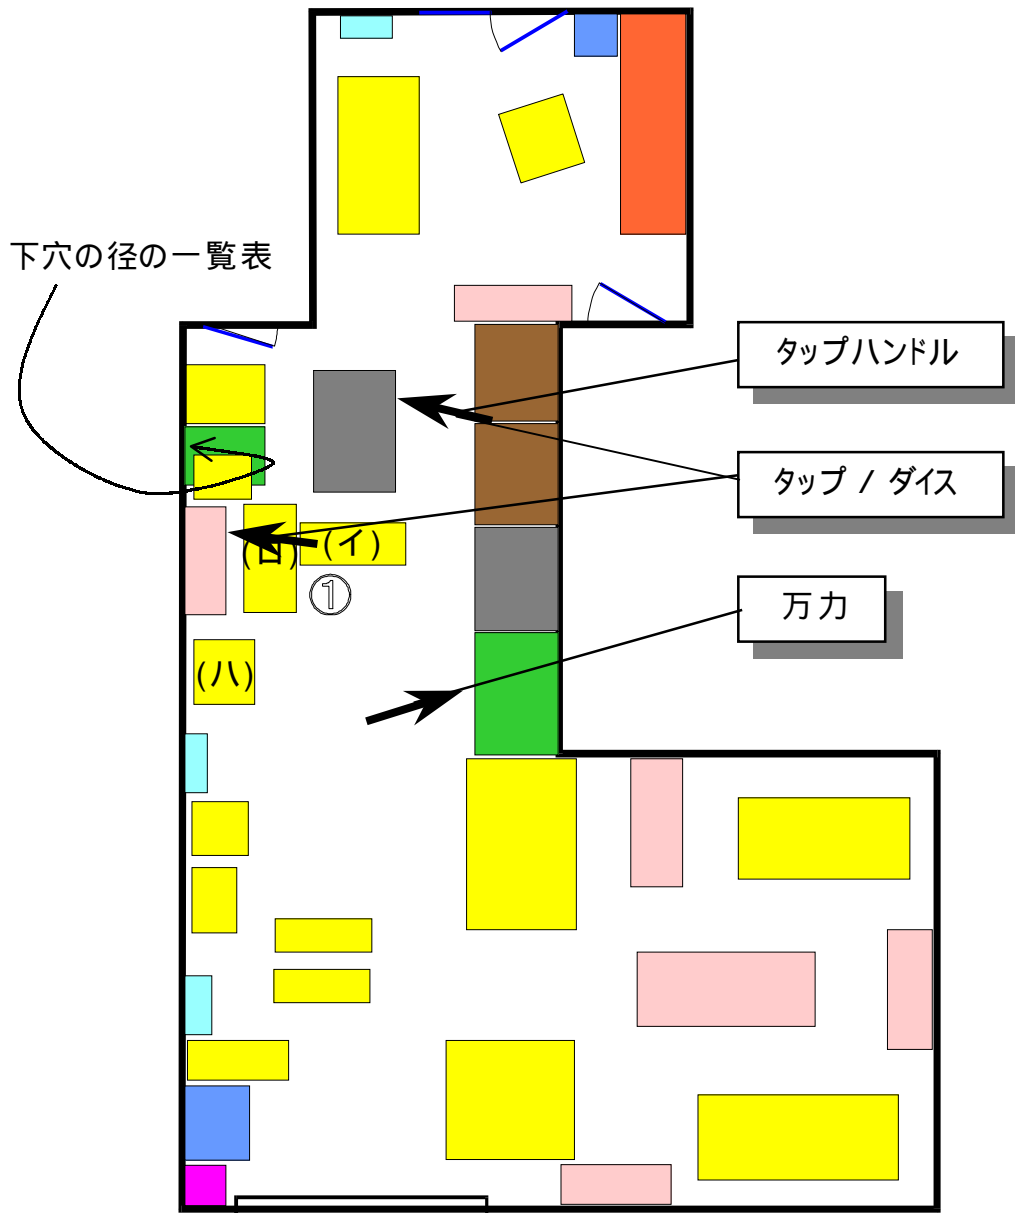 下穴の径の一覧表
タップハンドル
タップ / ダイス
(ロ) (イ)
①
万力
(ハ)